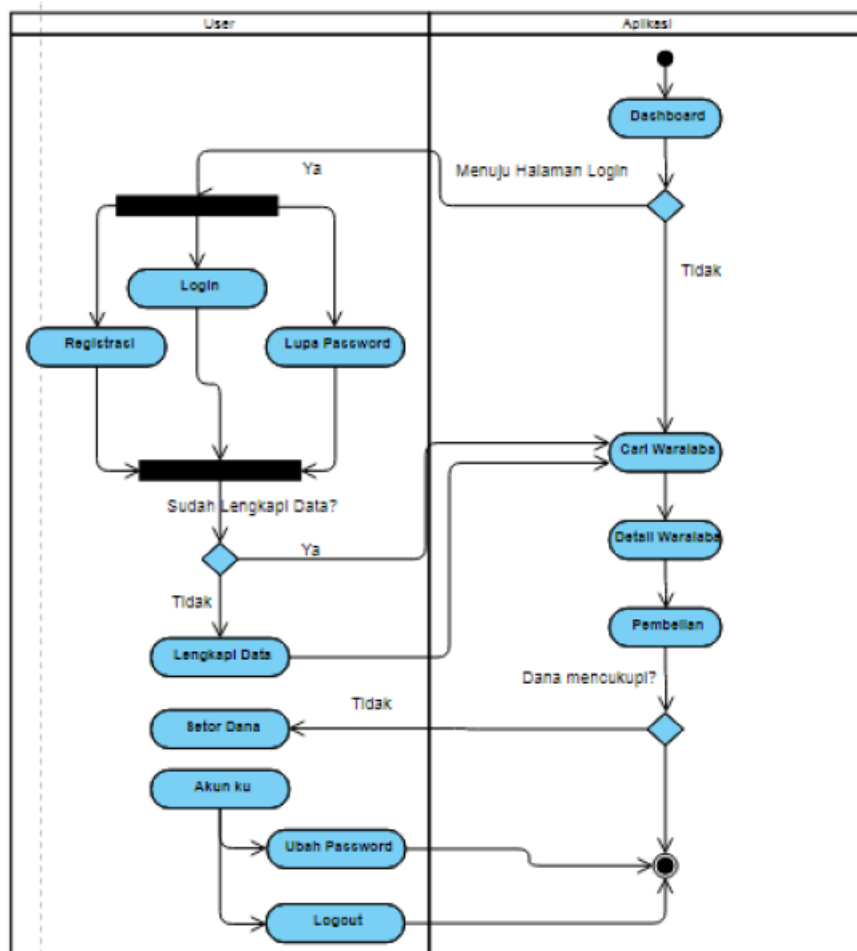 User
Aplikasi
Dashboard
Ya
Menuju Halaman Login
Tidak
Login
Registrasi
Lupa Password
Cari Waralaba
Sudah Lengkapi Data?
Ya
Detail Waralaba
Tidak
Pembelian
Lengkapi Data
Dana mencukupi?
Tidak
Setor Dana
Akun ku
Ubah Password
Logout